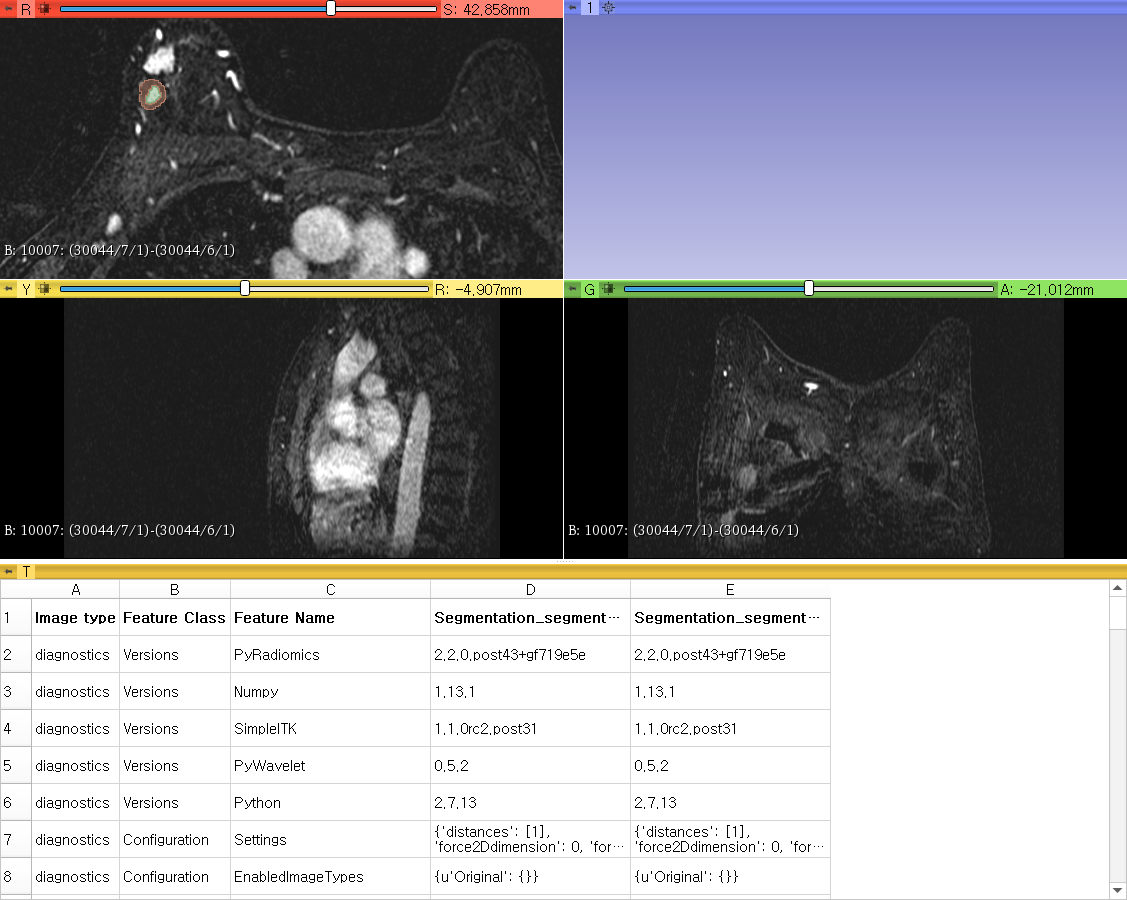 R S: 42.858mm
1
B: 10007: (30044/7/1)-(30044/6/1)
Y R: -4.907mm
G A: -21.012mm
B: 10007: (30044/7/1)-(30044/6/1)
B: 10007: (30044/7/1)-(30044/6/1)
T
A B C D E
1 Image type Feature Class Feature Name Segmentation_segment… Segmentation_segment…
2 diagnostics Versions PyRadiomics 2.2.0.post43+gf719e5e 2.2.0.post43+gf719e5e
3 diagnostics Versions Numpy 1.13.1 1.13.1
4 diagnostics Versions SimpleITK 1.1.0rc2.post31 1.1.0rc2.post31
5 diagnostics Versions PyWavelet 0.5.2 0.5.2
6 diagnostics Versions Python 2.7.13 2.7.13
7 diagnostics Configuration Settings {'distances': [1], 'force2Ddimension': 0, 'for… {'distances': [1], 'force2Ddimension': 0, 'for…
8 diagnostics Configuration EnabledImageTypes {u'Original': {}} {u'Original': {}}